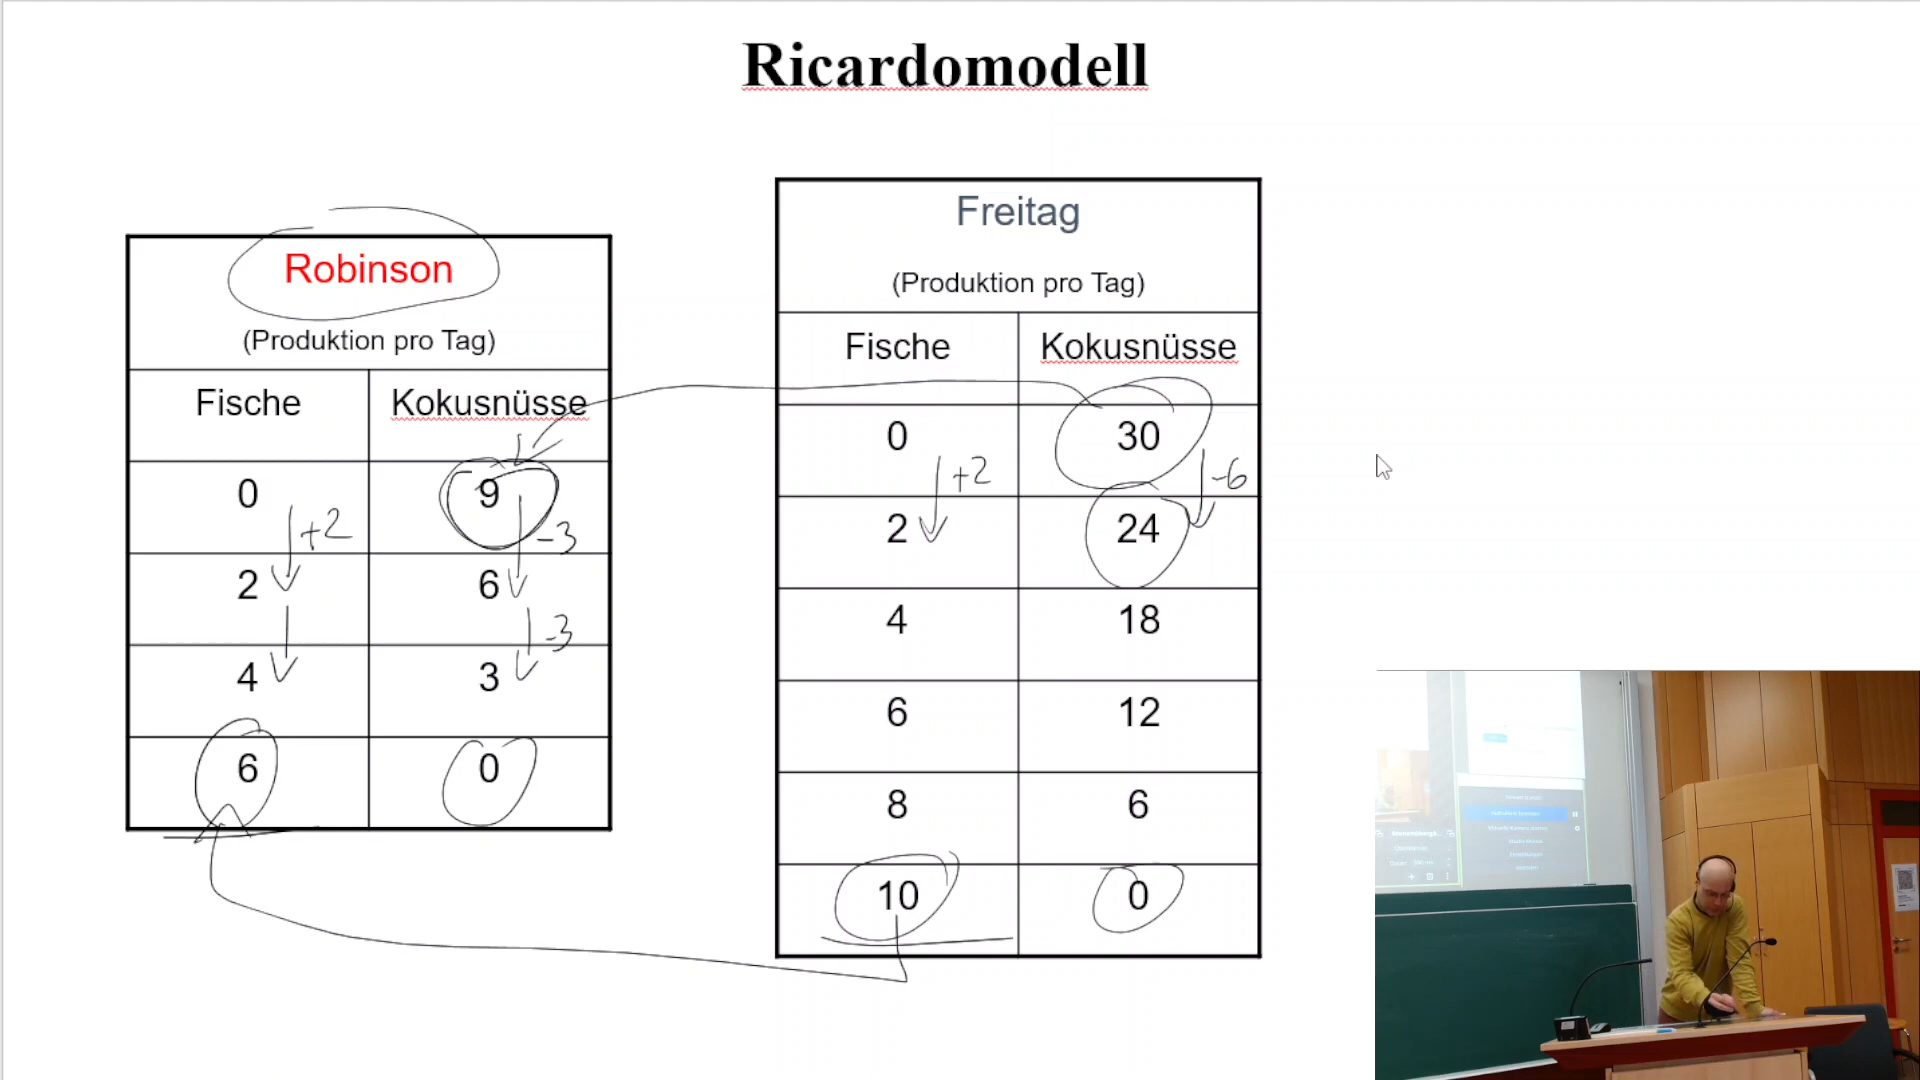 Ricardomodell
Robinson
(Produktion pro Tag)
Fische Kokusnüsse
0 9
+2 -3
2 6
-3
4 3
6 0
Freitag
(Produktion pro Tag)
Fische Kokusnüsse
0 30
+2 -6
2 24
4 18
6 12
8 6
10 0